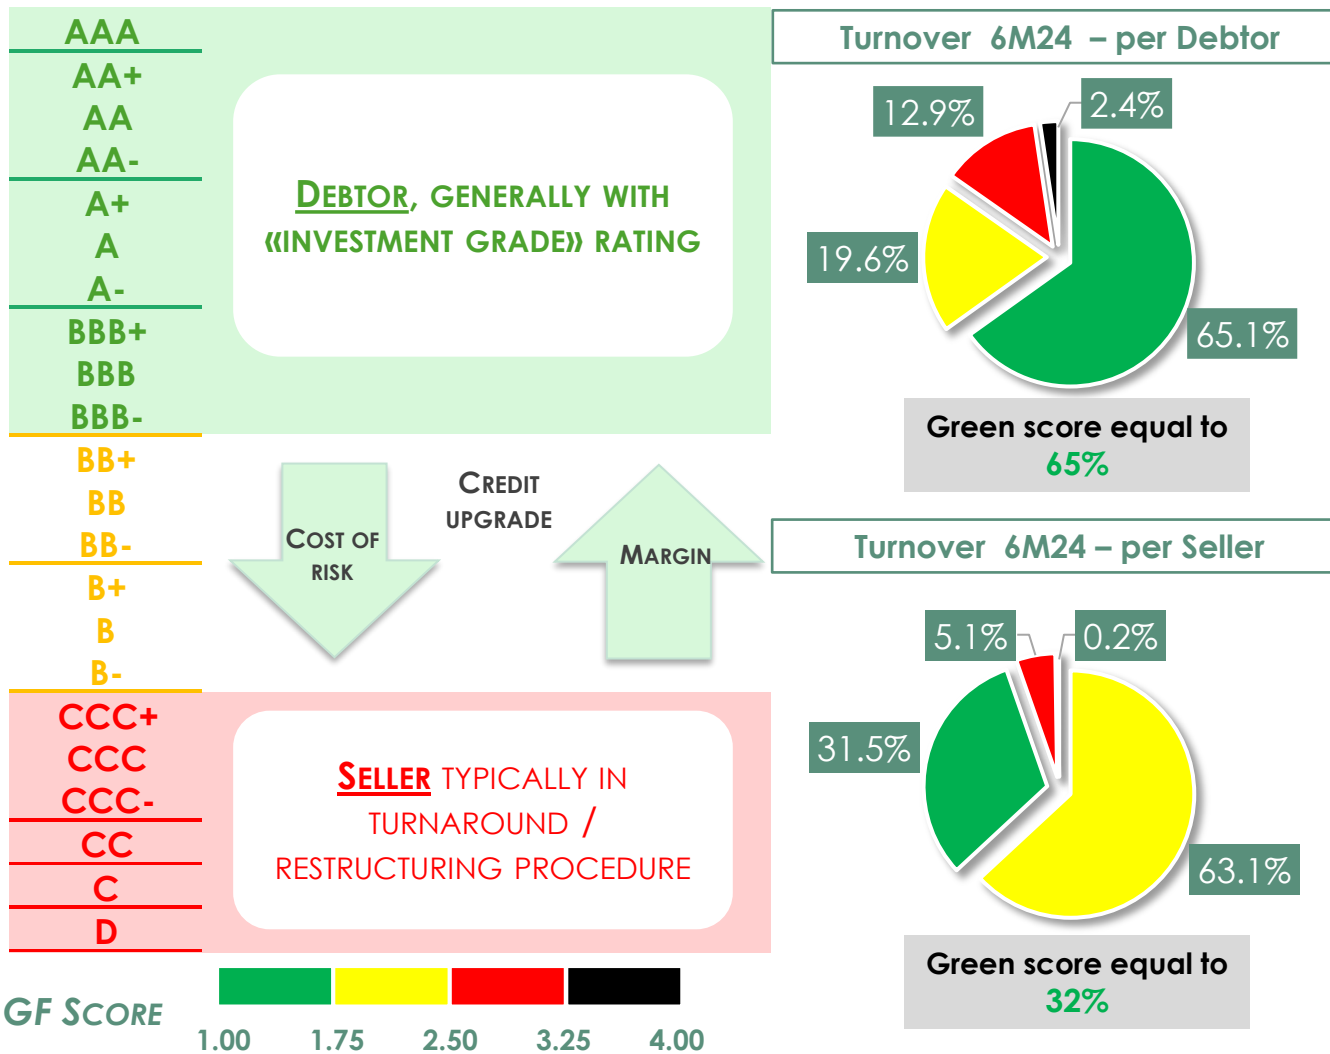 AAA
AA+
AA
AA-
A+
A
A-
BBB+
BBB
BBB-
BB+
BB
BB-
B+
B
B-
CCC+
CCC
CCC-
CC
C
D
DEBTOR, GENERALLY WITH
«INVESTMENT GRADE» RATING
COST OF
RISK
CREDIT
UPGRADE
MARGIN
SELLER TYPICALLY IN
TURNAROUND /
RESTRUCTURING PROCEDURE
GF SCORE
1.00 1.75 2.50 3.25 4.00
Turnover 6M24 – per Debtor
12.9%
2.4%
19.6%
65.1%
Green score equal to
65%
Turnover 6M24 – per Seller
5.1%
0.2%
31.5%
63.1%
Green score equal to
32%